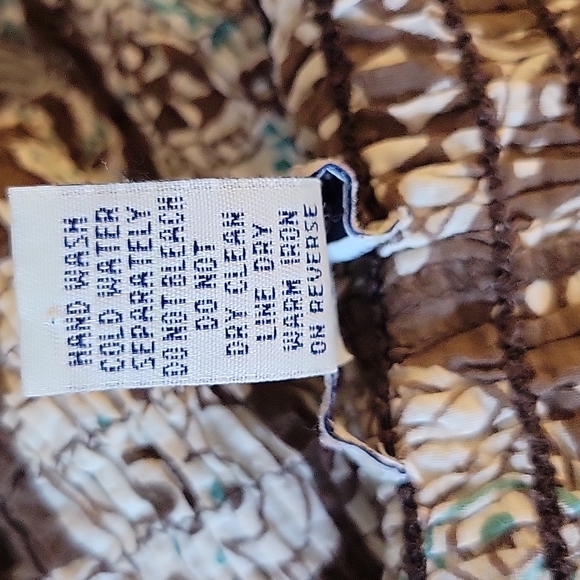 HAND WASH
COLD WATER
SEPARATELY
DO NOT BLEACH
DO NOT
DRY CLEAN
LINE DRY
WARM IRON
ON REVERSE